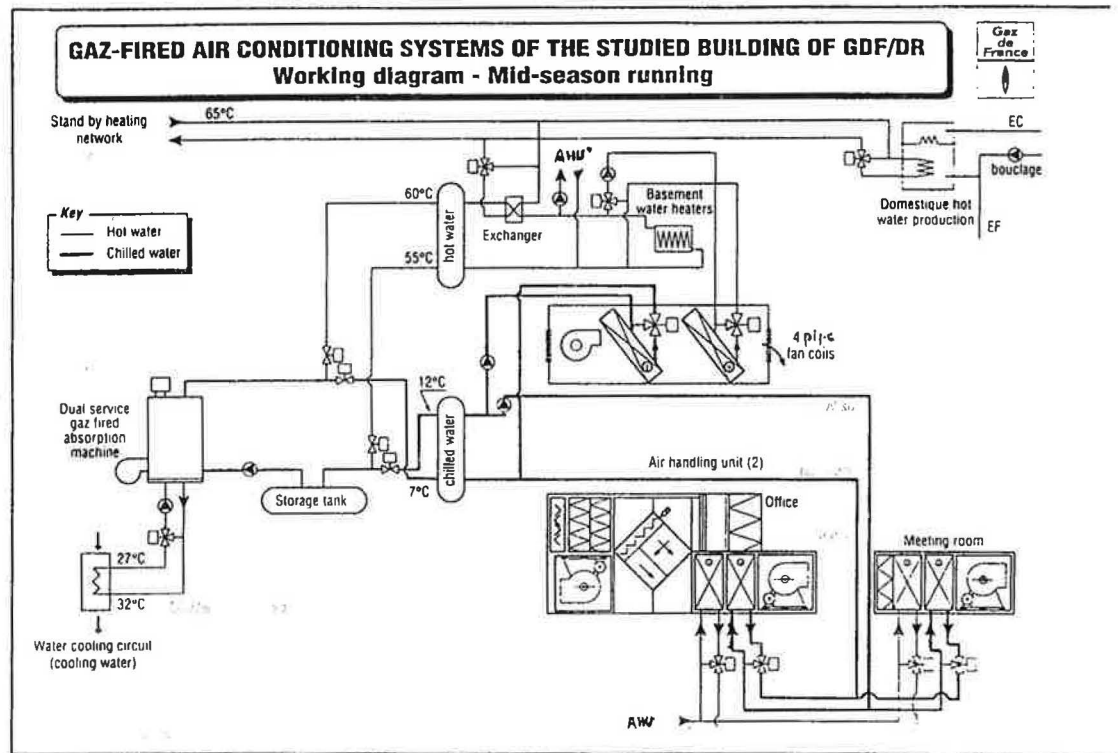 GAZ-FIRED AIR CONDITIONING SYSTEMS OF THE STUDIED BUILDING OF GDF/DR
Working diagram - Mid-season running
Gaz
de
France
Stand by heating
network
65°C
EC
bouclage
Domestique hot
water production
EF
AHU*
60°C
hot water
Exchanger
Basement
water heaters
55°C
Key
Hot water
Chilled water
4 pipe
fan coils
12°C
Dual service
gaz fired
absorption
machine
chilled water
Storage tank
7°C
Air handling unit (2)
Office
Meeting room
27°C
32°C
Water cooling circuit
(cooling water)
AHU